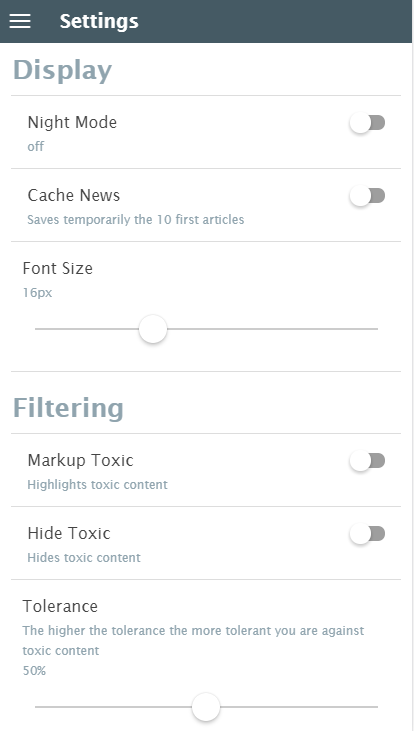 Settings
Display
Night Mode
off
Cache News
Saves temporarily the 10 first articles
Font Size
16px
Filtering
Markup Toxic
Highlights toxic content
Hide Toxic
Hides toxic content
Tolerance
The higher the tolerance the more tolerant you are against
toxic content
50%